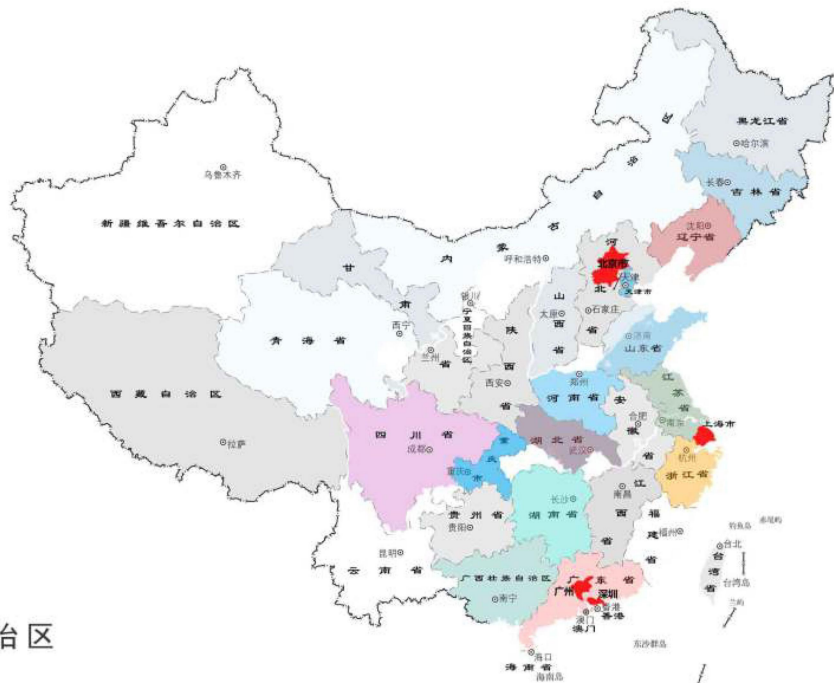 黑龙江省
哈尔滨
长春
吉林省
沈阳
辽宁省
乌鲁木齐
新疆维吾尔自治区
内蒙古自治区
呼和浩特
河北省
北京市
天津
天津市
石家庄
山西省
太原
甘肃省
银川
宁夏回族自治区
西宁
青海省
兰州
陕西省
西安
济南
山东省
郑州
河南省
江苏省
南京
安徽省
合肥
上海市
西藏自治区
拉萨
四川省
成都
重庆市
重庆
湖北省
武汉
杭州
浙江省
长沙
湖南省
南昌
江西省
福建省
福州
贵州省
贵阳
昆明
云南省
钓鱼岛
赤尾屿
台北
台湾省
台湾岛
兰屿
广西壮族自治区
南宁
广东省
广州
深圳
香港
香港
澳门
澳门
东沙群岛
海口
海南省
海南岛
治区